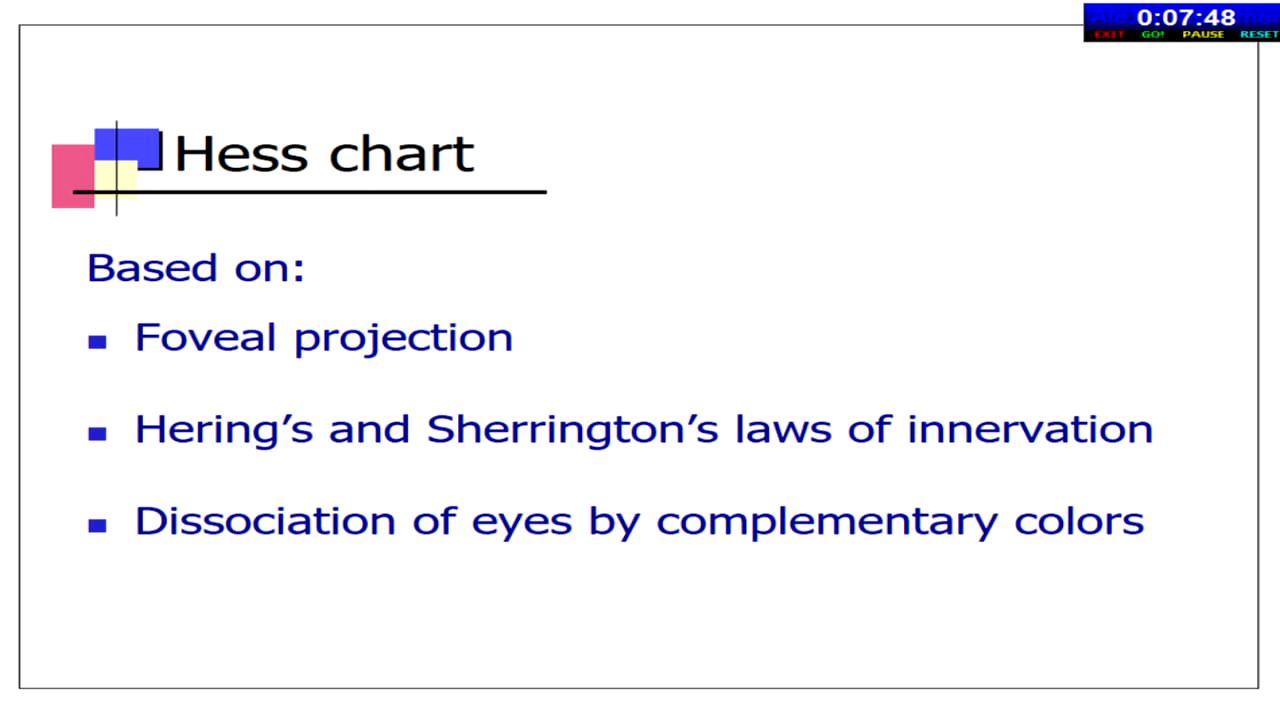 0:07:48
EXIT GO! PAUSE RESET
Hess chart
Based on:
Foveal projection
Hering’s and Sherrington’s laws of innervation
Dissociation of eyes by complementary colors